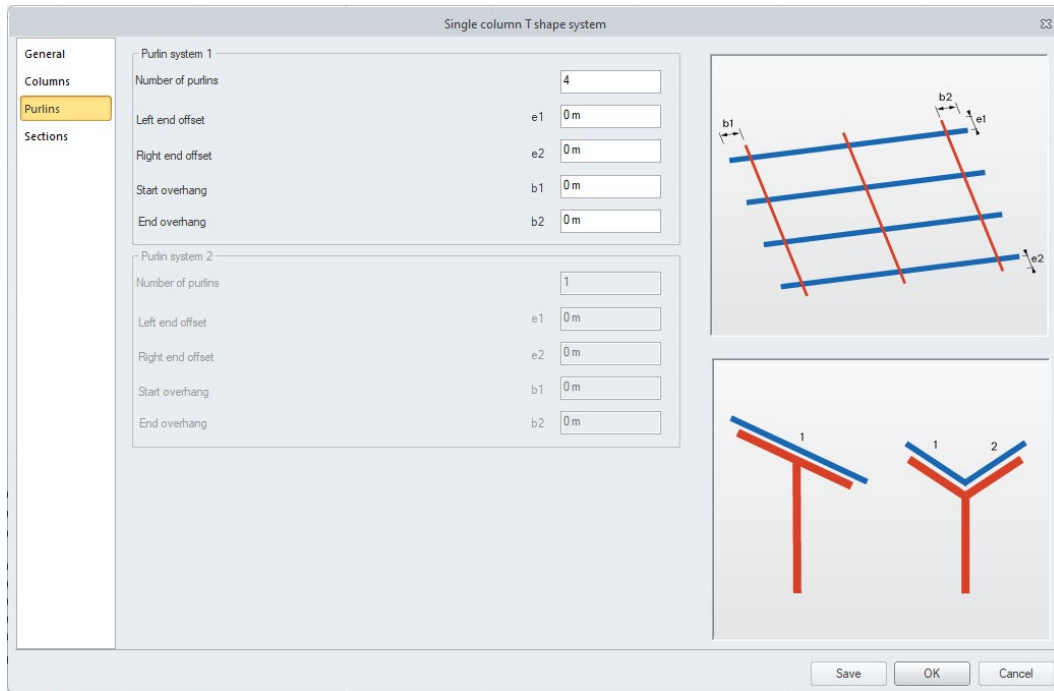 Single column T shape system
General
Columns
Purlins
Sections
Purlin system 1
Number of purlins 4
Left end offset e1 0 m
Right end offset e2 0 m
Start overhang b1 0 m
End overhang b2 0 m
Purlin system 2
Number of purlins 1
Left end offset e1 0 m
Right end offset e2 0 m
Start overhang b1 0 m
End overhang b2 0 m
b1
b2
e1
e2
1
1 2
Save OK Cancel